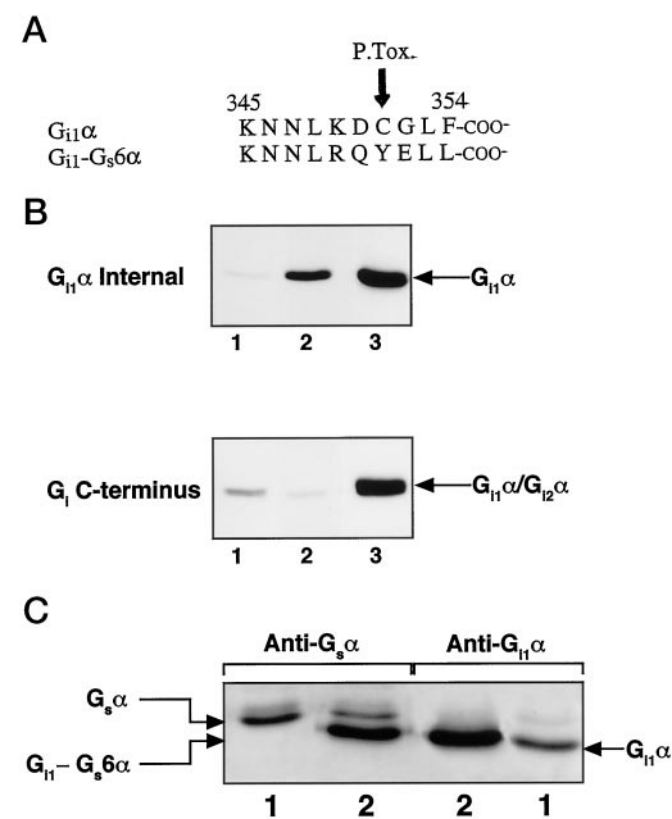 A
P.Tox.
345 354
Gi1α K N N L K D C G L F-COO-
Gi1-Gs6α K N N L R Q Y E L L-COO-
B
Gi1α Internal
Gi1α
1 2 3
Gi C-terminus
Gi1α/Gi2α
1 2 3
C
Anti-Gsα Anti-Gi1α
Gsα
Gi1–Gs6α
Gi1α
1 2 2 1